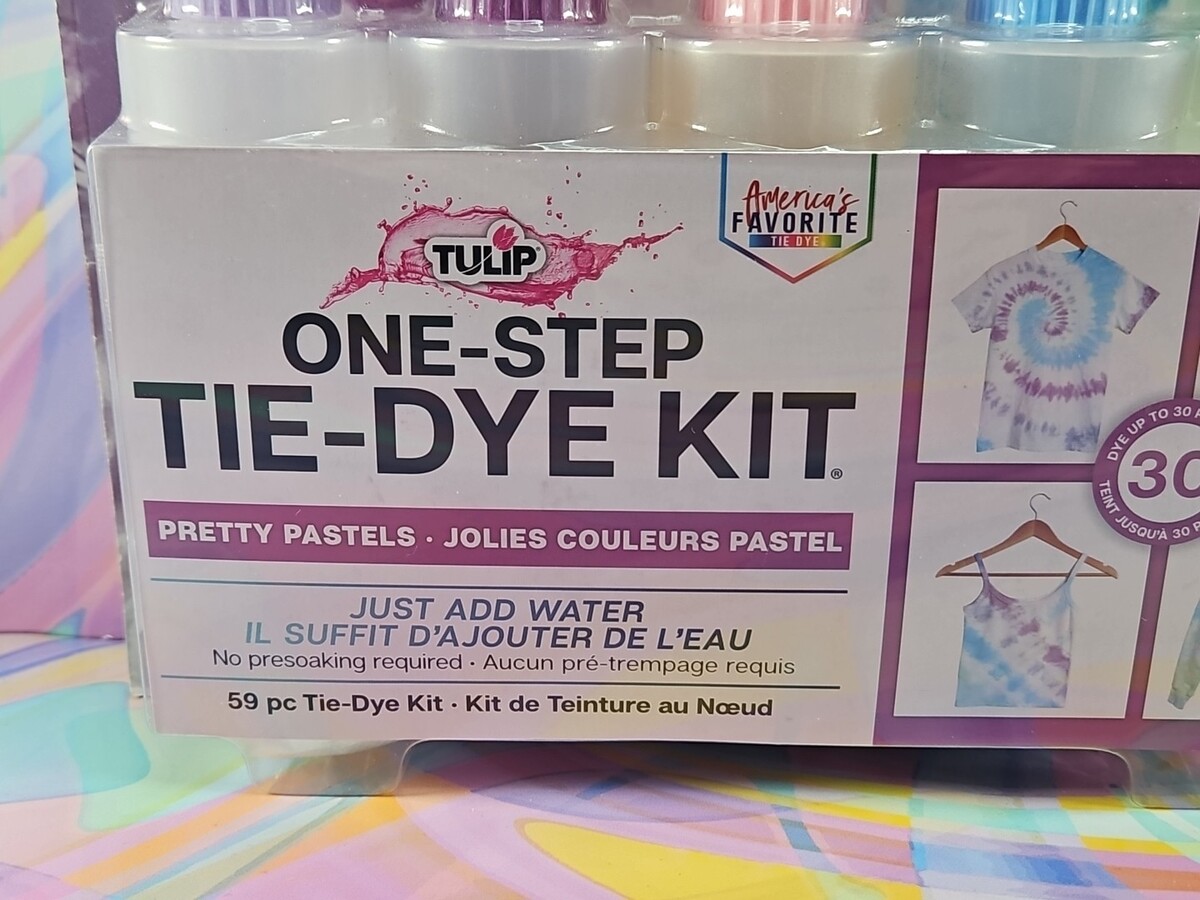 America's
FAVORITE
TIE DYE
TULIP
ONE-STEP
TIE-DYE KIT®
PRETTY PASTELS · JOLIES COULEURS PASTEL
JUST ADD WATER
IL SUFFIT D'AJOUTER DE L'EAU
No presoaking required · Aucun pré-trempage requis
59 pc Tie-Dye Kit · Kit de Teinture au Nœud
DYE UP TO 30
30
TEINT JUSQU'À 30